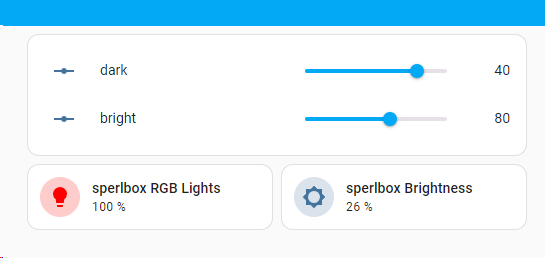 dark 40
bright 80
sperlbox RGB Lights
100 %
sperlbox Brightness
26 %